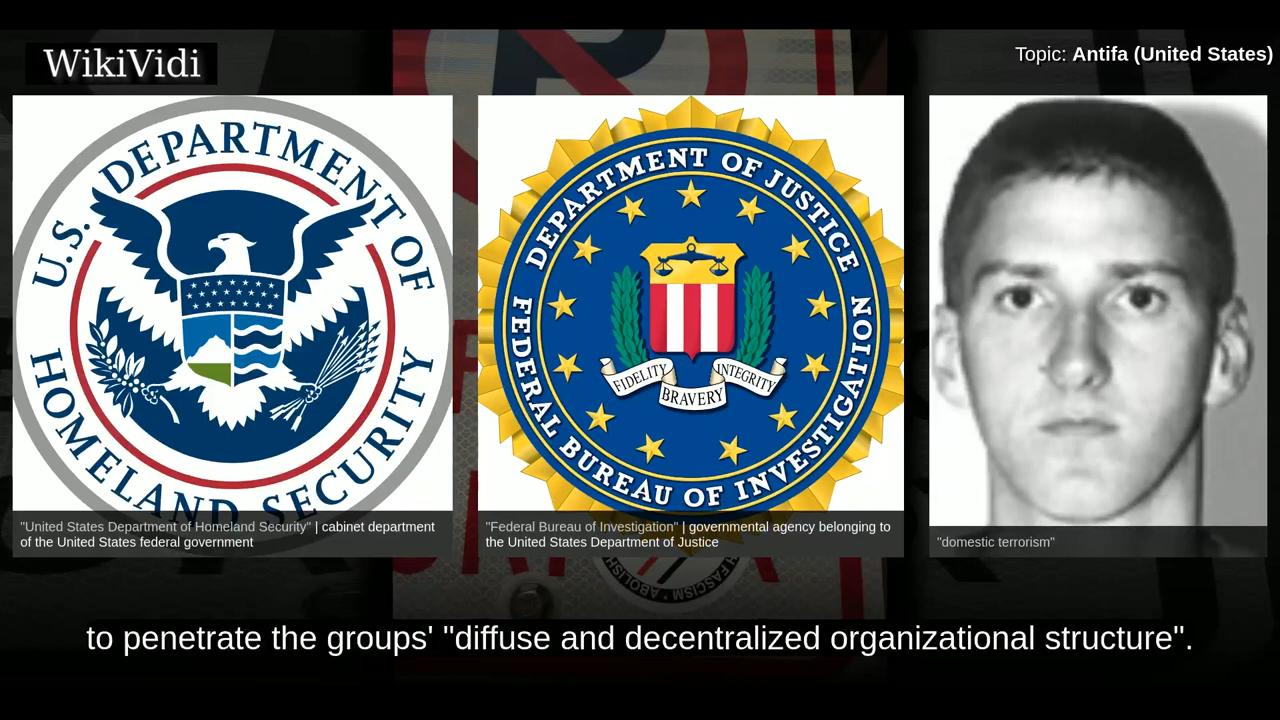 WikiVidi
Topic: Antifa (United States)
U.S. DEPARTMENT OF
HOMELAND SECURITY
DEPARTMENT OF JUSTICE
FEDERAL BUREAU OF INVESTIGATION
FIDELITY
BRAVERY
INTEGRITY
"United States Department of Homeland Security" | cabinet department
of the United States federal government
"Federal Bureau of Investigation" | governmental agency belonging to
the United States Department of Justice
"domestic terrorism"
FASCISM * ABOLISH
to penetrate the groups' "diffuse and decentralized organizational structure".